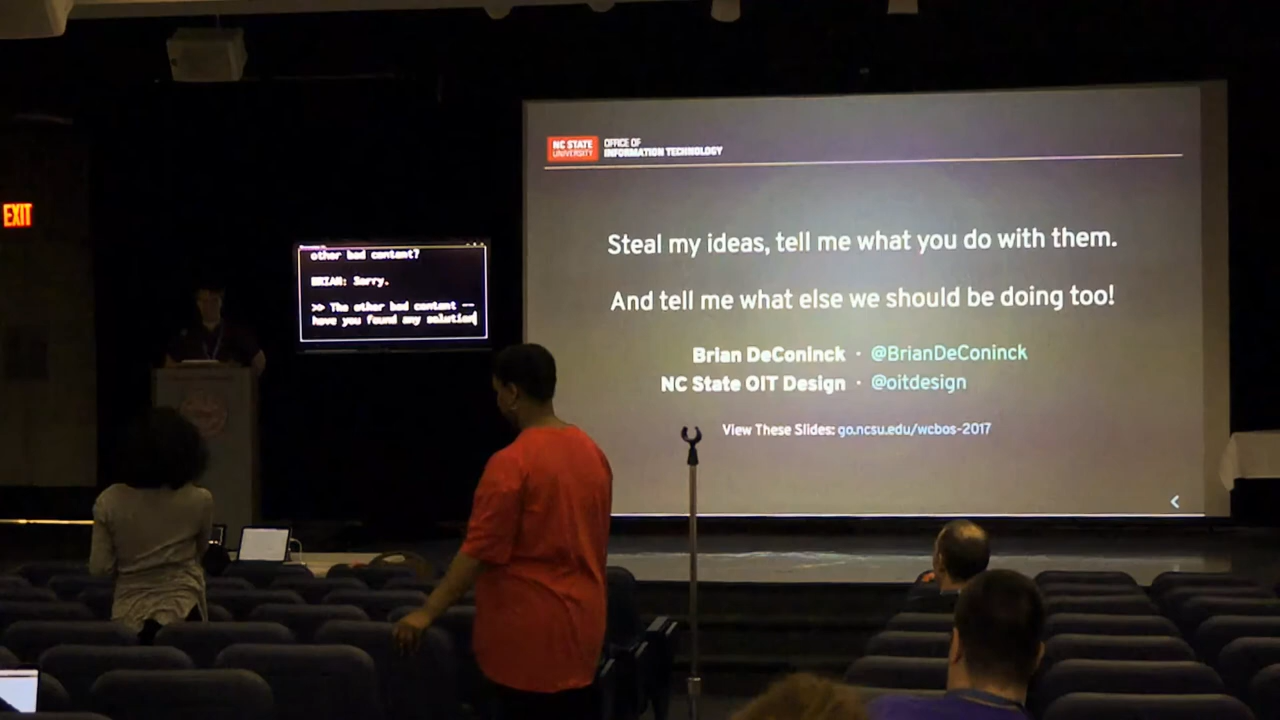 EXIT
other bad content?
BRIAN: Sorry.
>> The other bad content --
have you found any solution
NC STATE
UNIVERSITY
OFFICE OF
INFORMATION TECHNOLOGY
Steal my ideas, tell me what you do with them.
And tell me what else we should be doing too!
Brian DeConinck · @BrianDeConinck
NC State OIT Design · @oitdesign
View These Slides: go.ncsu.edu/wcbos-2017